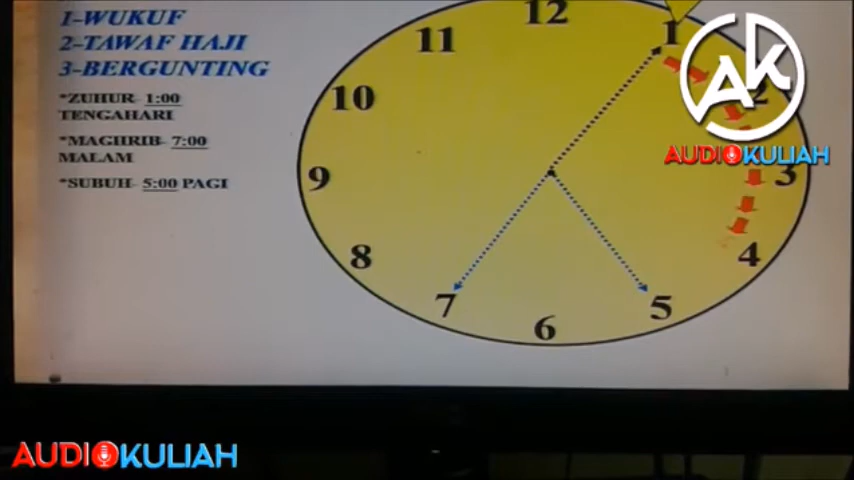 1-WUKUF
2-TAWAF HAJI
3-BERGUNTING
*ZUHUR- 1:00
TENGAHARI
*MAGHRIB- 7:00
MALAM
*SUBUH- 5:00 PAGI
12
1
2
3
4
5
6
7
8
9
10
11
AK
AUDIOKULIAH
AUDIOKULIAH